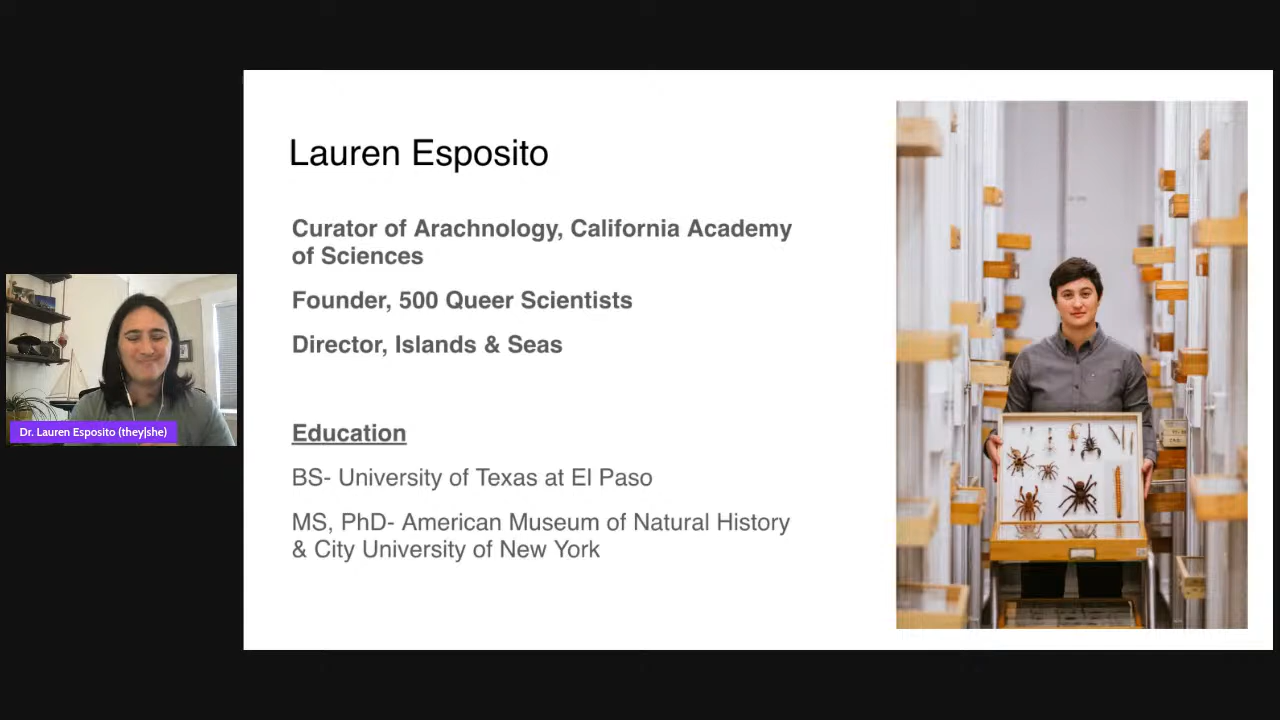 Lauren Esposito
Curator of Arachnology, California Academy
of Sciences
Founder, 500 Queer Scientists
Director, Islands & Seas
Education
BS- University of Texas at El Paso
MS, PhD- American Museum of Natural History
& City University of New York
Dr. Lauren Esposito (they|she)